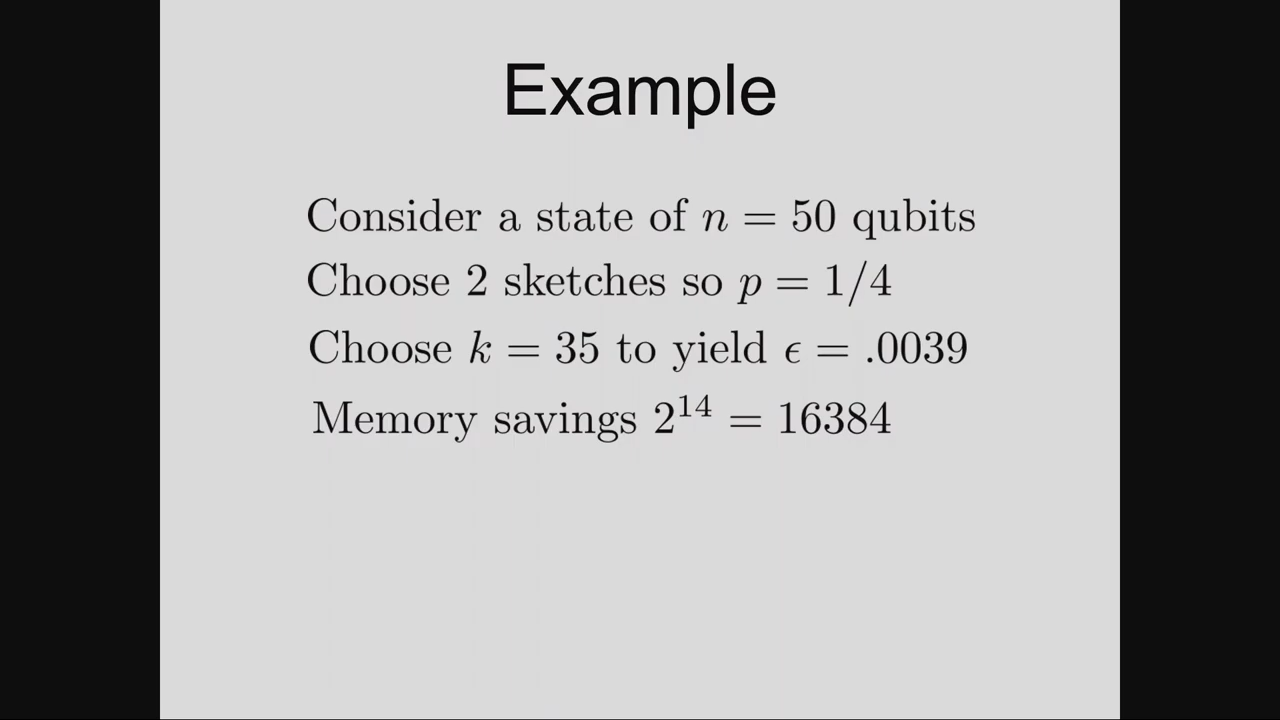 Example
Consider a state of n = 50 qubits
Choose 2 sketches so p = 1/4
Choose k = 35 to yield ϵ = .0039
Memory savings 2^14 = 16384